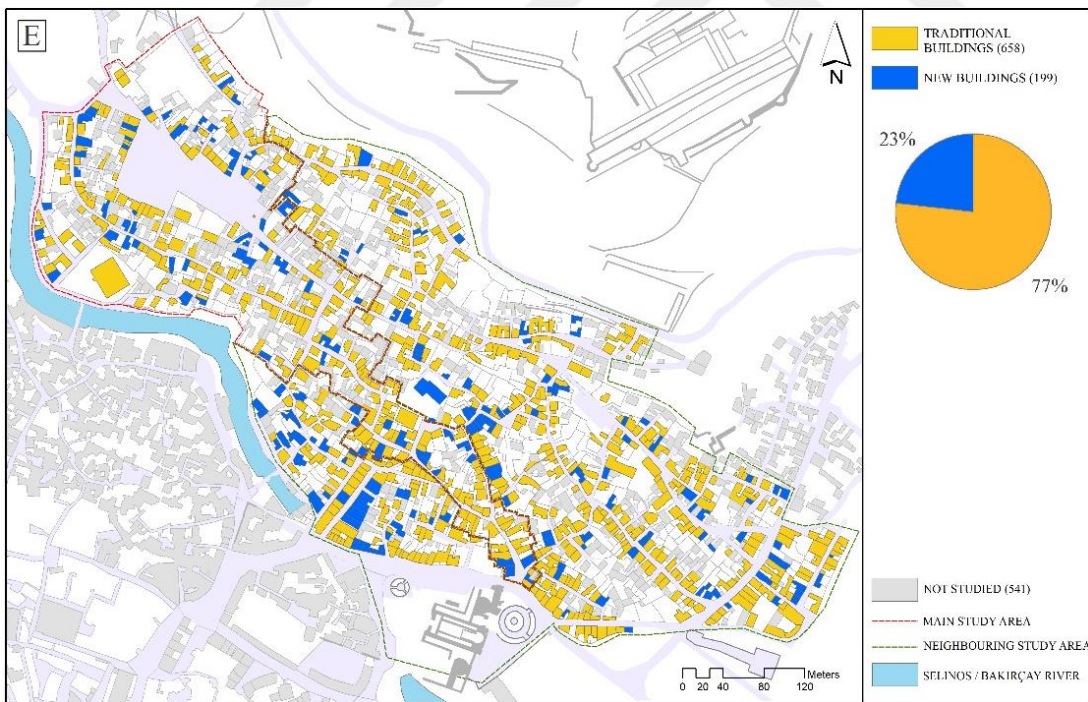 E
N
Meters
0 20 40 80 120
TRADITIONAL
BUILDINGS (658)
NEW BUILDINGS (199)
23%
77%
NOT STUDIED (541)
MAIN STUDY AREA
NEIGHBOURING STUDY AREA
SELINOS / BAKIRÇAY RIVER